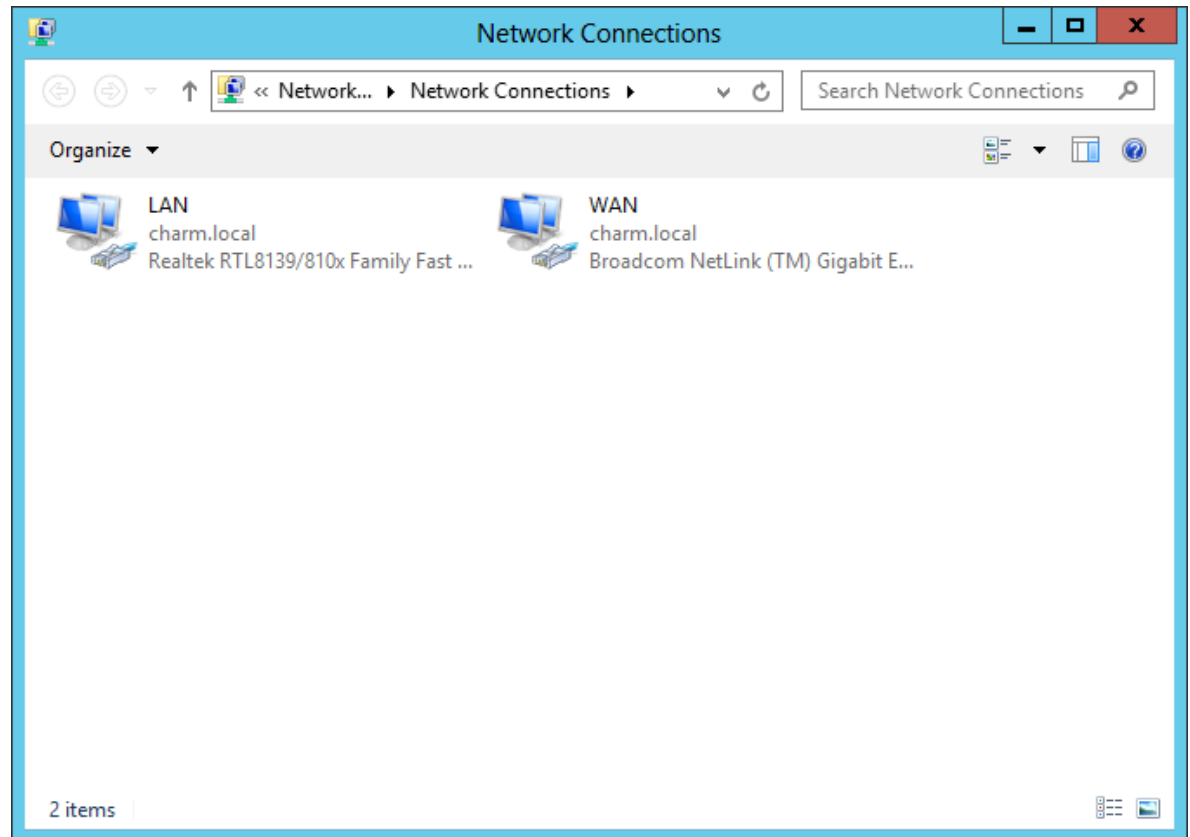 Network Connections
« Network... Network Connections
Search Network Connections
Organize
LAN
charm.local
Realtek RTL8139/810x Family Fast ...
WAN
charm.local
Broadcom NetLink (TM) Gigabit E...
2 items